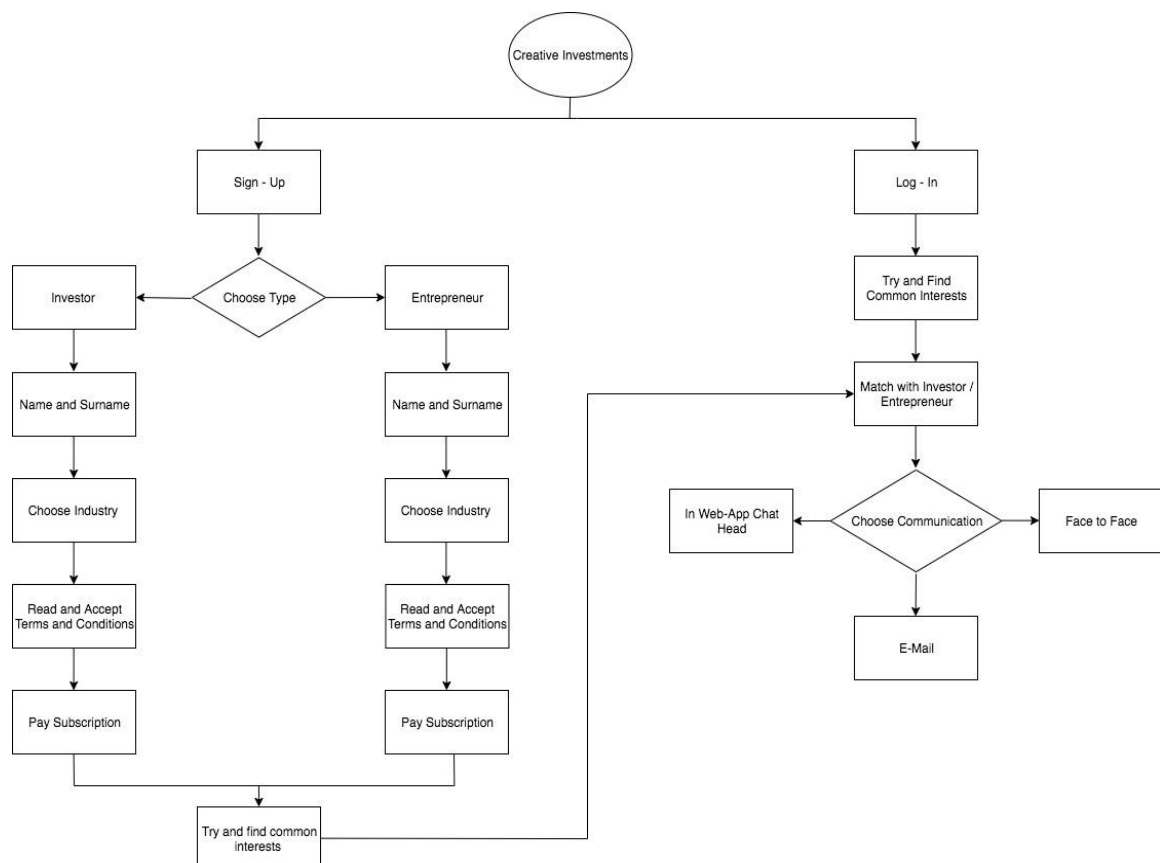 Creative Investments
Sign - Up
Log - In
Investor
Choose Type
Entrepreneur
Try and Find
Common Interests
Name and Surname
Name and Surname
Match with Investor /
Entrepreneur
Choose Industry
Choose Industry
In Web-App Chat
Head
Choose Communication
Face to Face
Read and Accept
Terms and Conditions
Read and Accept
Terms and Conditions
E-Mail
Pay Subscription
Pay Subscription
Try and find common
interests